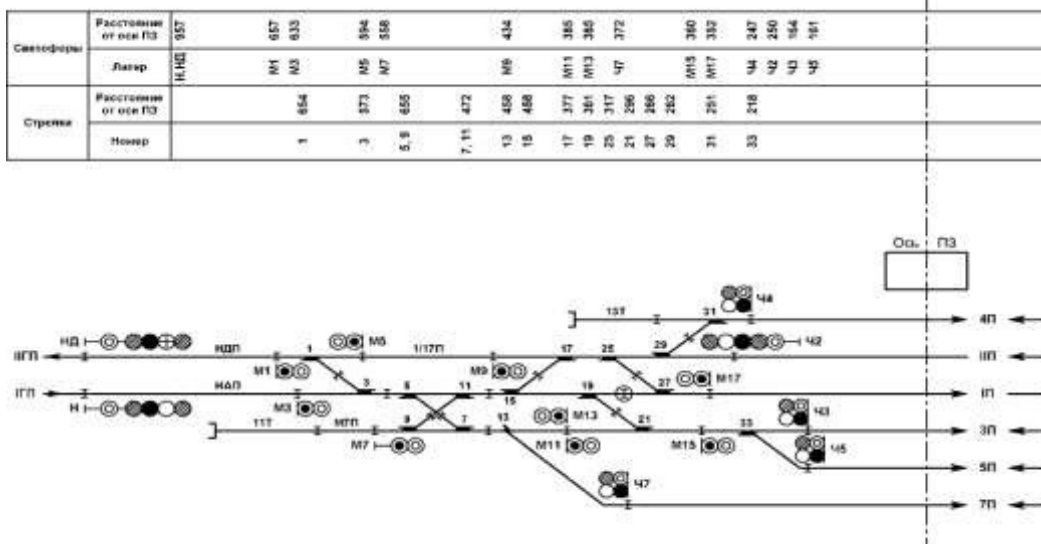 Светофоры
Расстояние от оси ПЗ
957 657 633 594 558 434 385 385 372 360 352 247 250 164 161
Литер
Н.НД М1 М3 М5 М7 М9 М11 М13 Ч7 М15 М17 Ч4 Ч2 Ч3 Ч5
Стрелки
Расстояние от оси ПЗ
654 573 472 458 458 377 317 296 251 218
Номер
1 3 5, 9 7, 11 13 15 17 19 25 21 27 29 31 33
Ось ПЗ
13Т 31 Ч4 4П
НД НДП 1 М5 1/17П 17 25 29 Ч2 IIГП IIП
М1 М9 М17
IГП НАП 3 5 11 15 19 27 IП
Н М3 М13 Ч3
11Т М7П 9 7 13 21 33 3П
М7 М11 М15 Ч5
5П
Ч7
7П